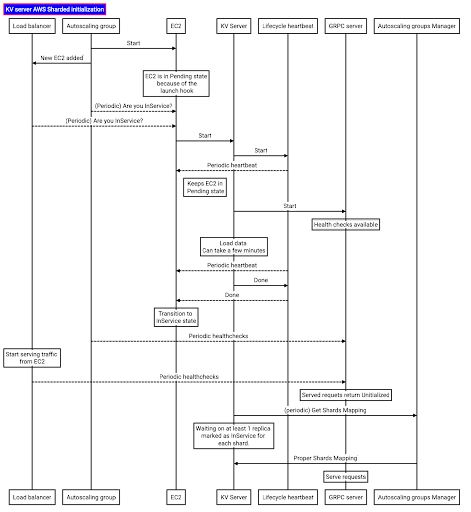 KV server AWS Sharded initialization
Load balancer
Autoscaling group
EC2
KV Server
Lifecycle heartbeat
GRPC server
Autoscaling groups Manager
Start
New EC2 added
EC2 is in Pending state
because of the
launch hook
(Periodic) Are you InService?
(Periodic) Are you InService?
Start
Start
Periodic heartbeat
Keeps EC2 in
Pending state
Start
Health checks available
Load data
Can take a few minutes
Periodic heartbeat
Done
Done
Transition to
InService state
Periodic healthchecks
Start serving traffic
from EC2
Periodic healthchecks
Served requets return Unitialized
(periodic) Get Shards Mapping
Waiting on at least 1 replica
marked as InService for
each shard.
Proper Shards Mapping
Serve requests
Load balancer
Autoscaling group
EC2
KV Server
Lifecycle heartbeat
GRPC server
Autoscaling groups Manager